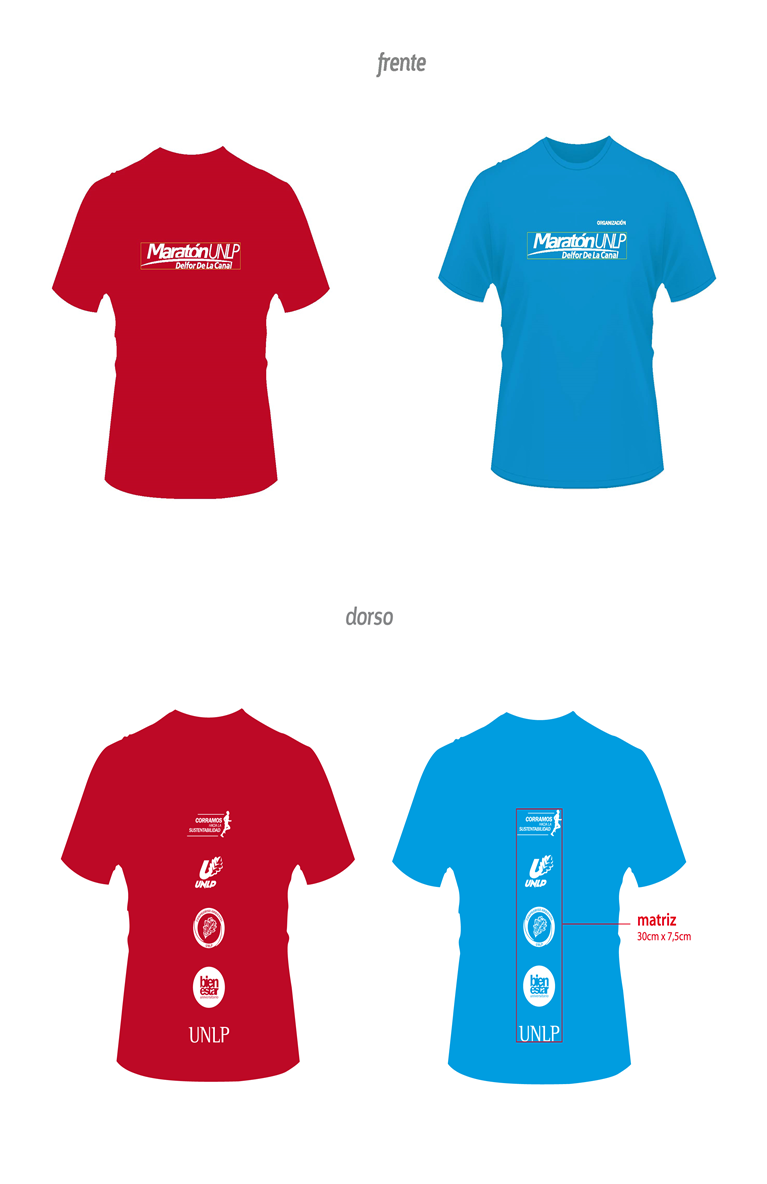 frente
Maratón UNLP
Delfor De La Canal
ORGANIZACIÓN
Maratón UNLP
Delfor De La Canal
dorso
CORRAMOS
HACIA LA
SUSTENTABILIDAD
UNLP
bien
estar
UNLP
CORRAMOS
HACIA LA
SUSTENTABILIDAD
UNLP
bien
estar
UNLP
matriz
30cm x 7,5cm